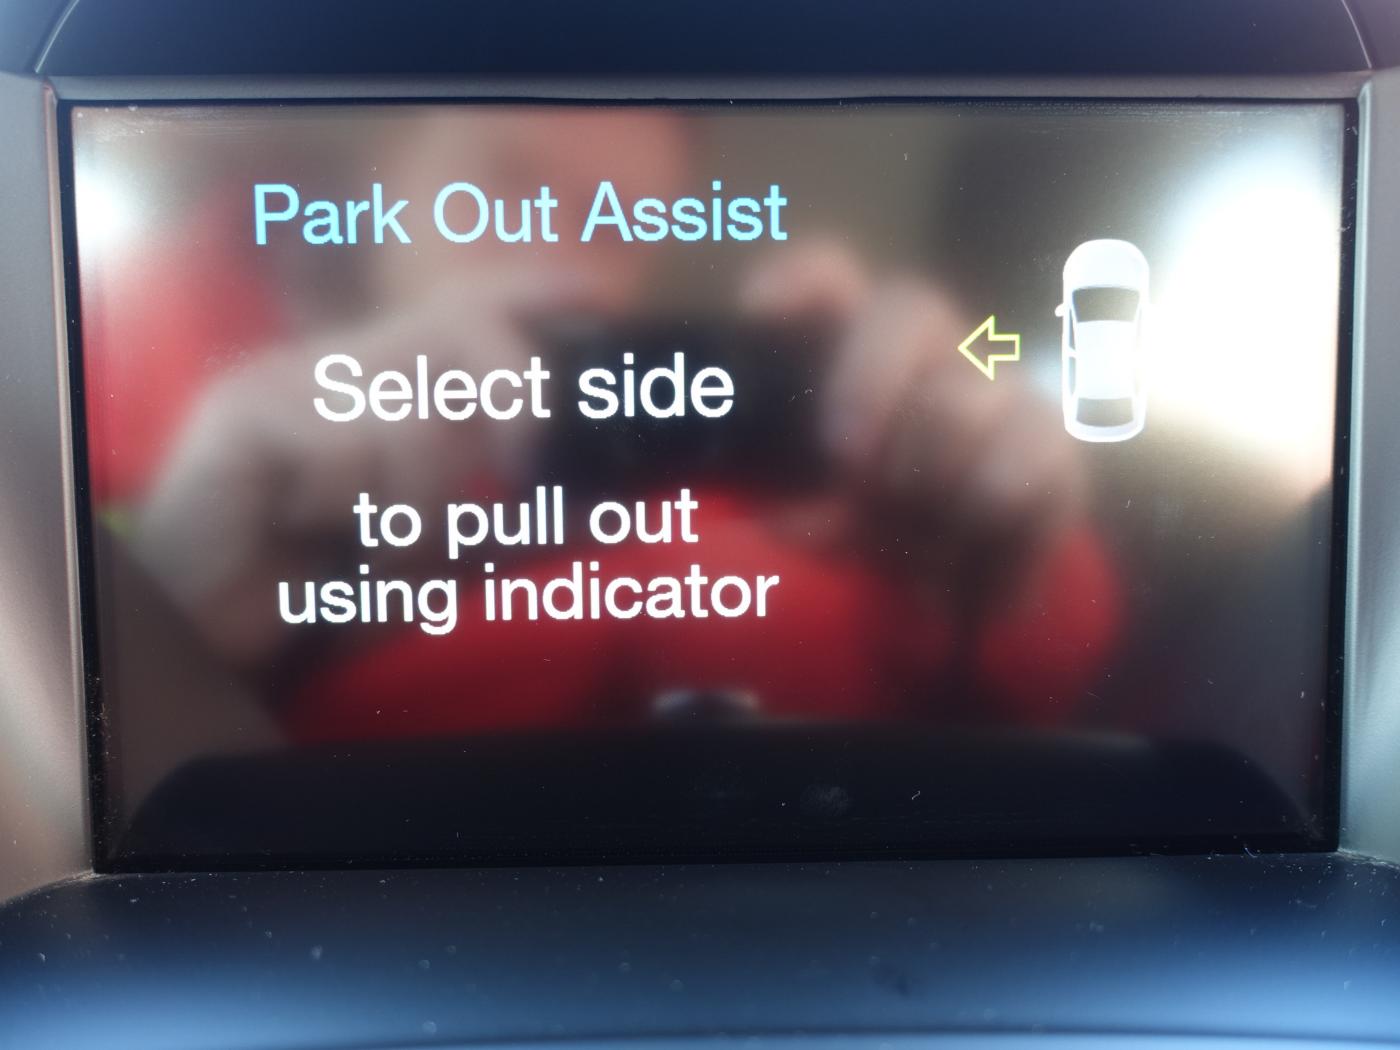 Park Out Assist
Select side
to pull out
using indicator